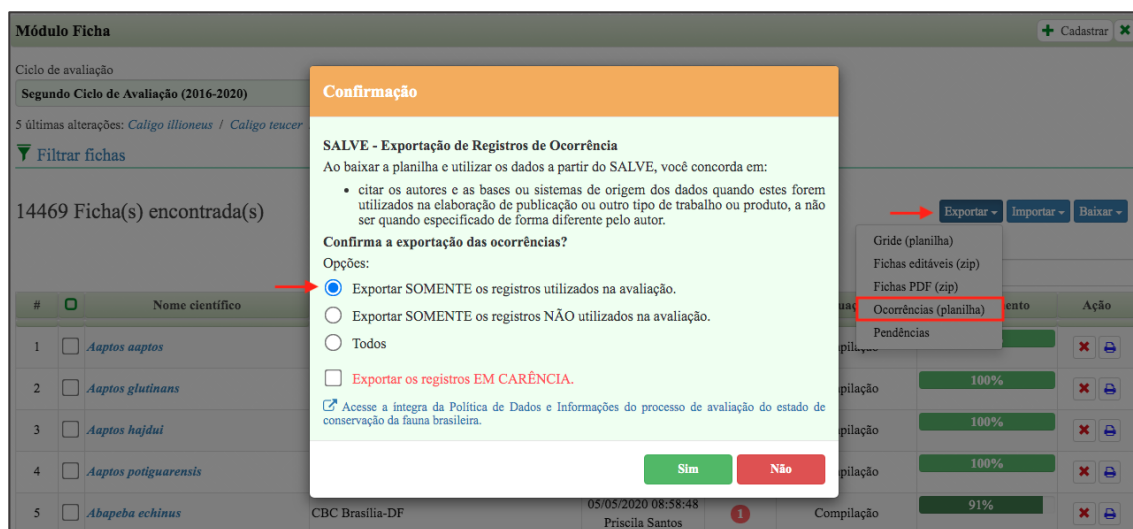 Módulo Ficha
Cadastrar
Ciclo de avaliação
Segundo Ciclo de Avaliação (2016-2020)
5 últimas alterações: Caligo illioneus / Caligo teucer
Filtrar fichas
14469 Ficha(s) encontrada(s)
Exportar
Importar
Baixar
Gride (planilha)
Fichas editáveis (zip)
Fichas PDF (zip)
Ocorrências (planilha)
Pendências
Confirmação
SALVE - Exportação de Registros de Ocorrência
Ao baixar a planilha e utilizar os dados a partir do SALVE, você concorda em:
• citar os autores e as bases ou sistemas de origem dos dados quando estes forem
utilizados na elaboração de publicação ou outro tipo de trabalho ou produto, a não
ser quando especificado de forma diferente pelo autor.
Confirma a exportação das ocorrências?
Opções:
Exportar SOMENTE os registros utilizados na avaliação.
Exportar SOMENTE os registros NÃO utilizados na avaliação.
Todos
Exportar os registros EM CARÊNCIA.
Acesse a íntegra da Política de Dados e Informações do processo de avaliação do estado de
conservação da fauna brasileira.
Sim
Não
# Nome científico Ação
1 Aaptos aaptos
2 Aaptos glutinans 100%
3 Aaptos hajdui 100%
4 Aaptos potiguarensis 100%
5 Abapeba echinus CBC Brasília-DF 05/05/2020 08:58:48 1 Compilação 91%
Priscila Santos